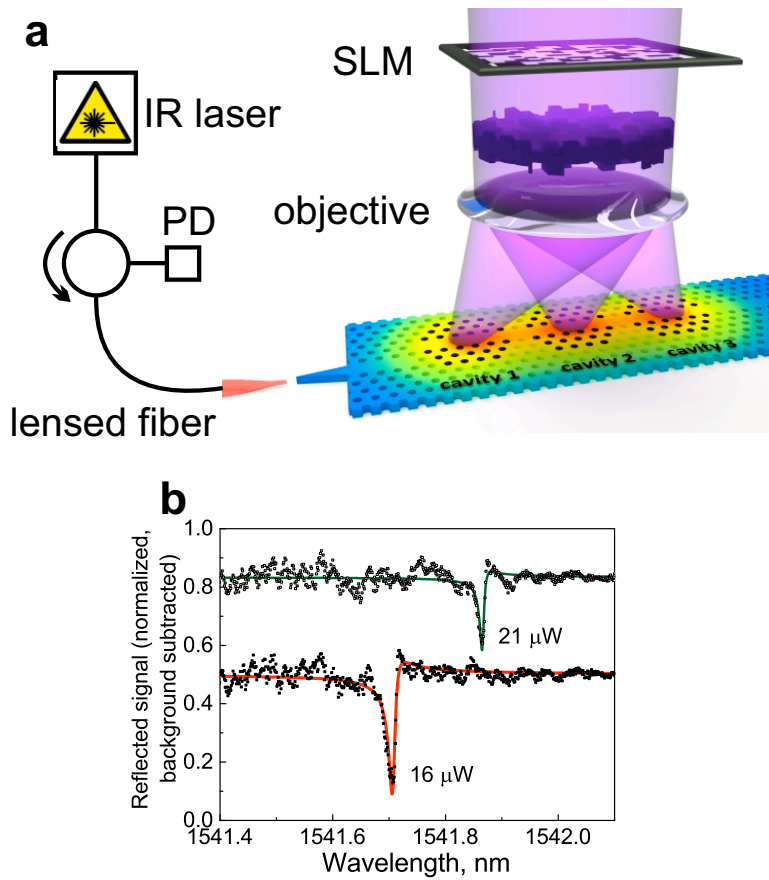 a
SLM
IR laser
PD
objective
cavity 1
cavity 2
cavity 3
lensed fiber
b
Reflected signal (normalized,
background subtracted)
1.0
0.8
0.6
0.4
0.2
0.0
21 μW
16 μW
1541.4
1541.6
1541.8
1542.0
Wavelength, nm